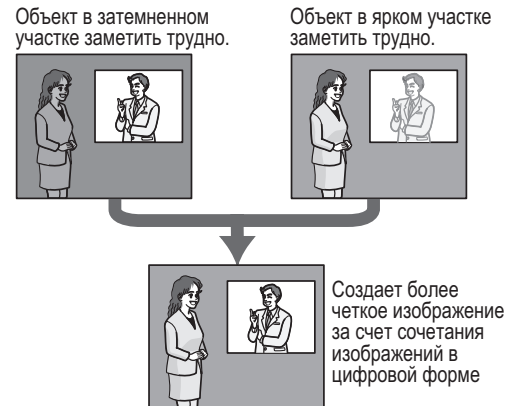 Объект в затемненном
участке заметить трудно.
Объект в ярком участке
заметить трудно.
Создает более
четкое изображение
за счет сочетания
изображений в
цифровой форме